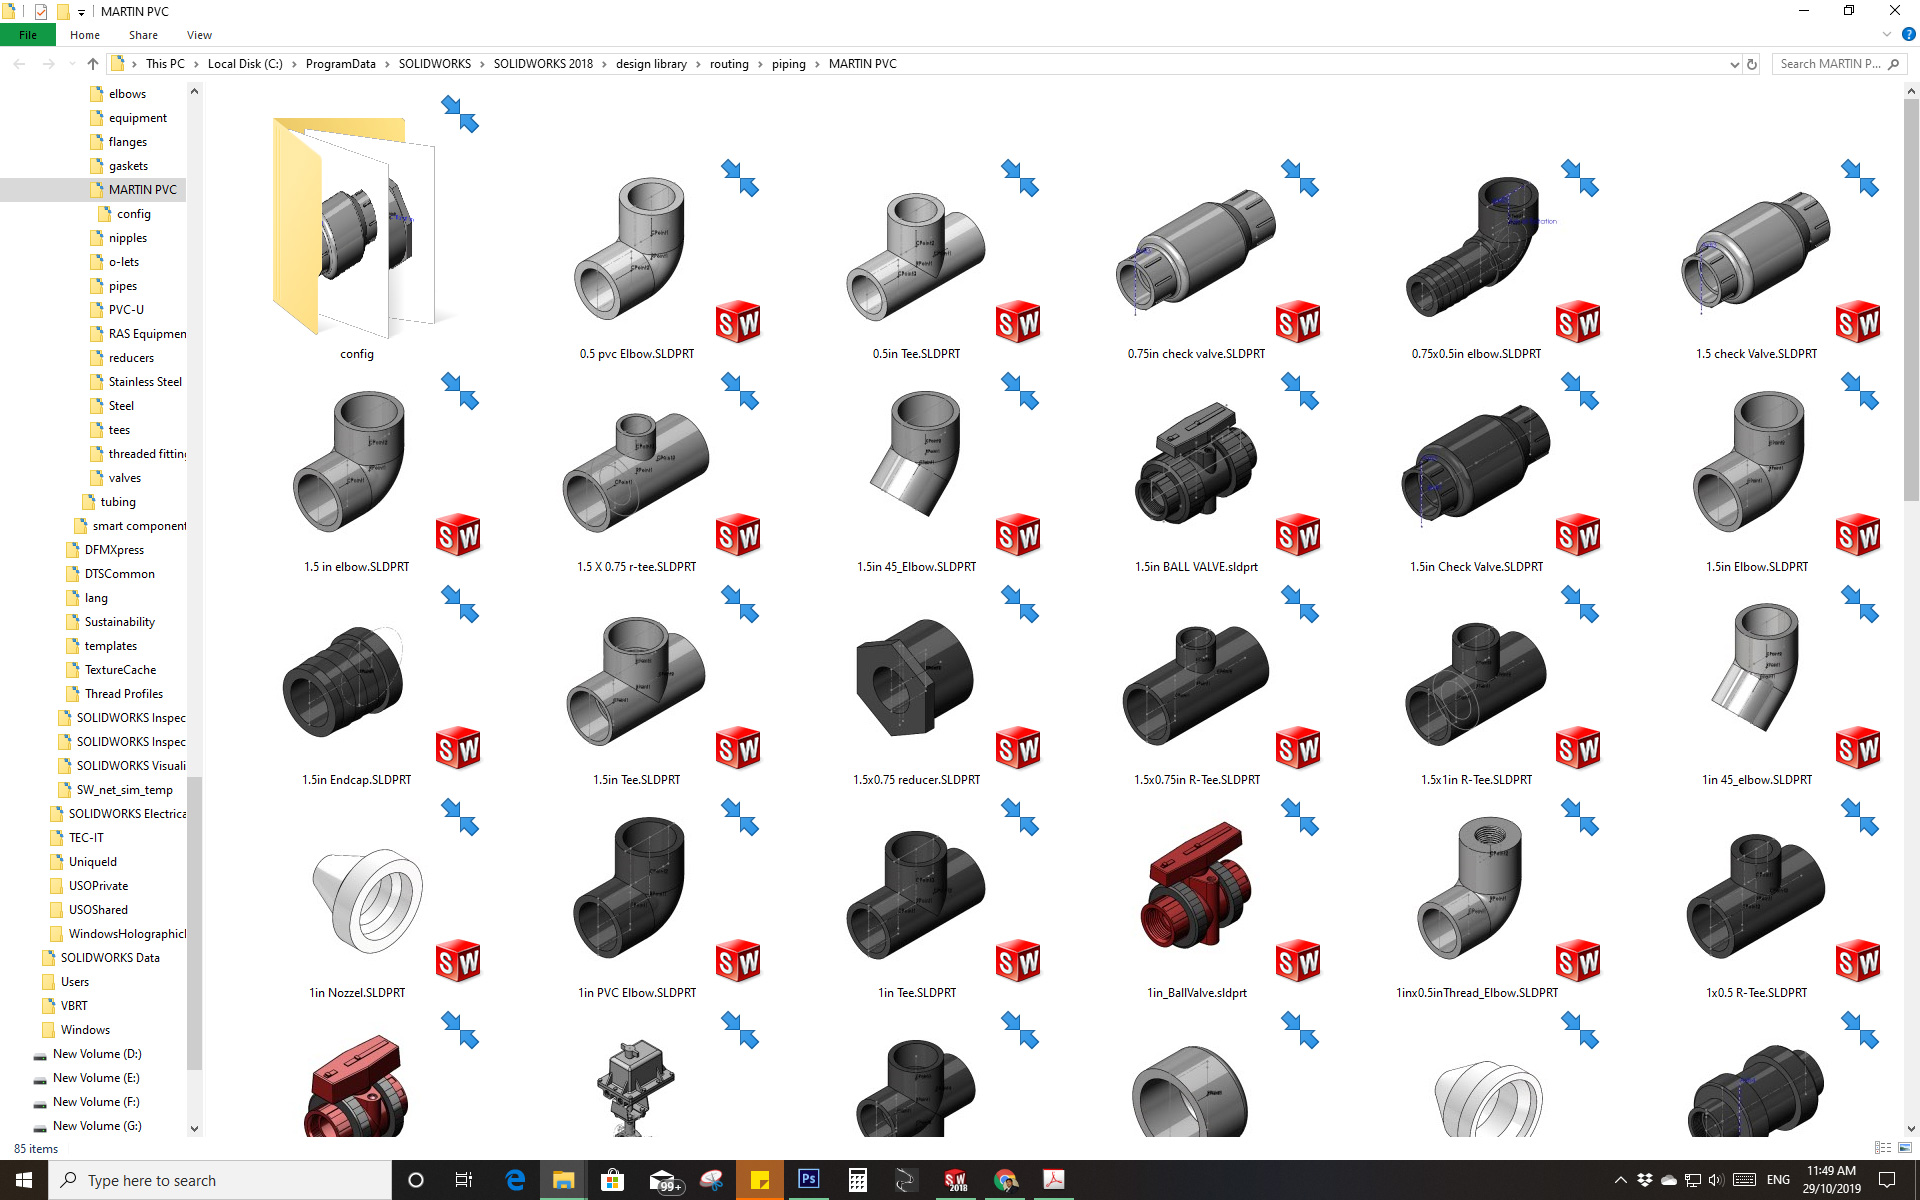 MARTIN PVC
File Home Share View
This PC > Local Disk (C:) > ProgramData > SOLIDWORKS > SOLIDWORKS 2018 > design library > routing > piping > MARTIN PVC
Search MARTIN P...
elbows
equipment
flanges
gaskets
MARTIN PVC
config
nipples
o-lets
pipes
PVC-U
RAS Equipmen
reducers
Stainless Steel
Steel
tees
threaded fittin
valves
tubing
smart component
DFMXpress
DTSCommon
lang
Sustainability
templates
TextureCache
Thread Profiles
SOLIDWORKS Inspec
SOLIDWORKS Inspec
SOLIDWORKS Visuali
SW_net_sim_temp
SOLIDWORKS Electrica
TEC-IT
UniqueId
USOPrivate
USOShared
WindowsHolographic
SOLIDWORKS Data
Users
VBRT
Windows
New Volume (D:)
New Volume (E:)
New Volume (F:)
New Volume (G:)
config
0.5 pvc Elbow.SLDPRT
0.5in Tee.SLDPRT
0.75in check valve.SLDPRT
0.75x0.5in elbow.SLDPRT
1.5 check Valve.SLDPRT
1.5 in elbow.SLDPRT
1.5 X 0.75 r-tee.SLDPRT
1.5in 45_Elbow.SLDPRT
1.5in BALL VALVE.sldprt
1.5in Check Valve.SLDPRT
1.5in Elbow.SLDPRT
1.5in Endcap.SLDPRT
1.5in Tee.SLDPRT
1.5x0.75 reducer.SLDPRT
1.5x0.75in R-Tee.SLDPRT
1.5x1in R-Tee.SLDPRT
1in 45_elbow.SLDPRT
1in Nozzel.SLDPRT
1in PVC Elbow.SLDPRT
1in Tee.SLDPRT
1in_BallValve.sldprt
1inx0.5inThread_Elbow.SLDPRT
1x0.5 R-Tee.SLDPRT
85 items
Type here to search
99+
Ps
SW 2018
ENG
11:49 AM
29/10/2019